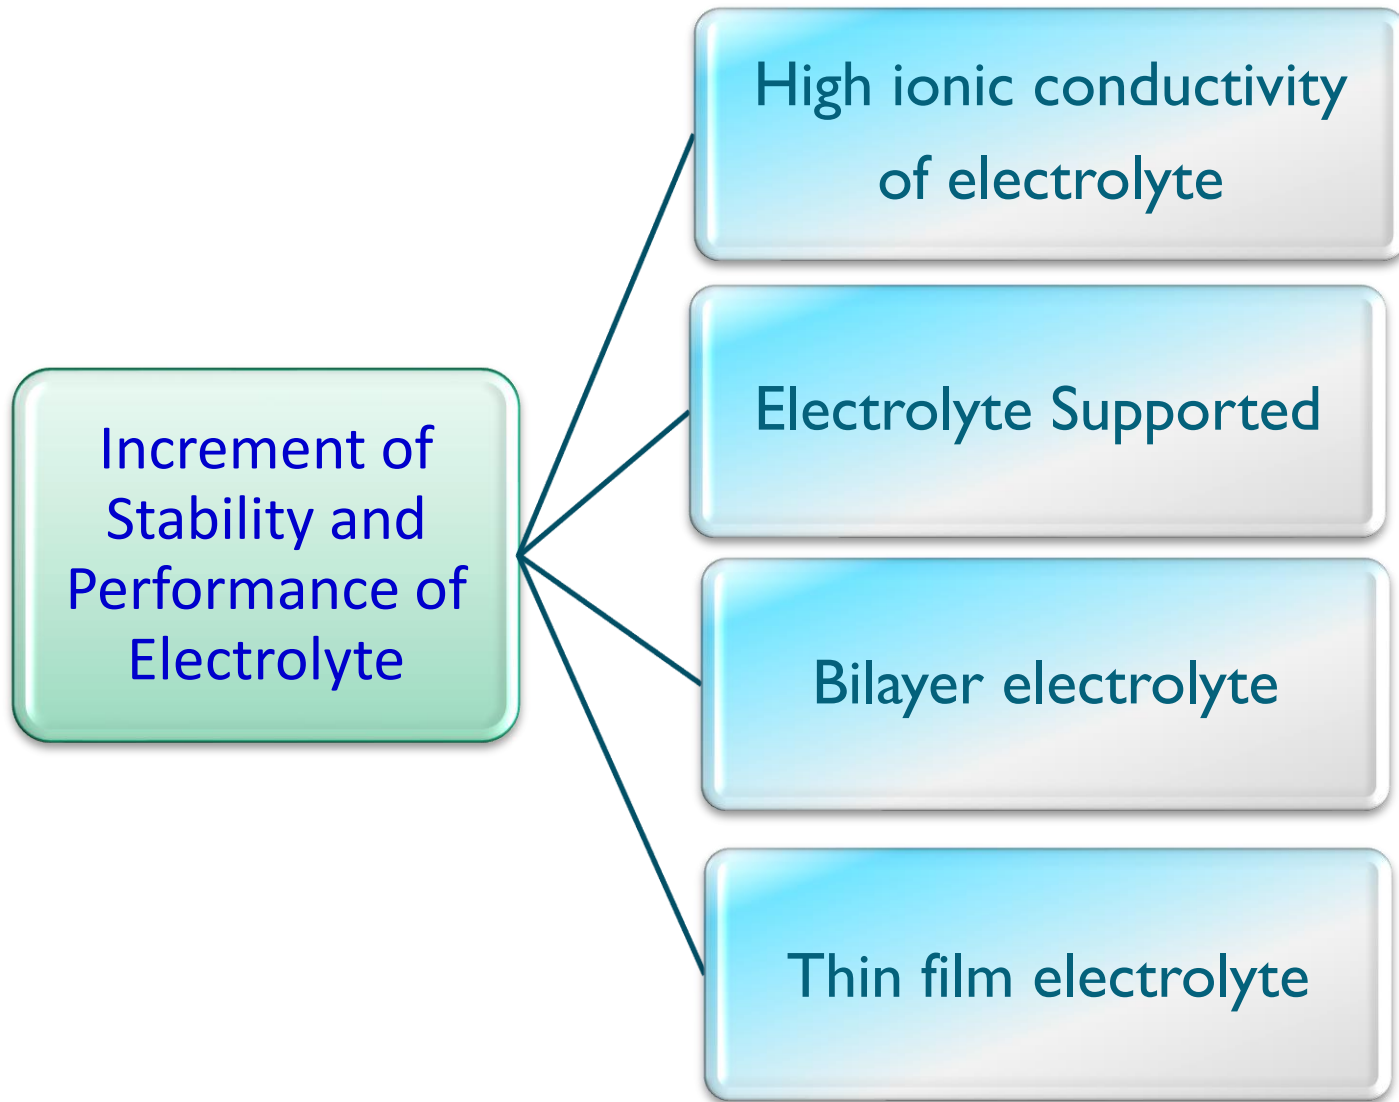 Increment of
Stability and
Performance of
Electrolyte
High ionic conductivity
of electrolyte
Electrolyte Supported
Bilayer electrolyte
Thin film electrolyte